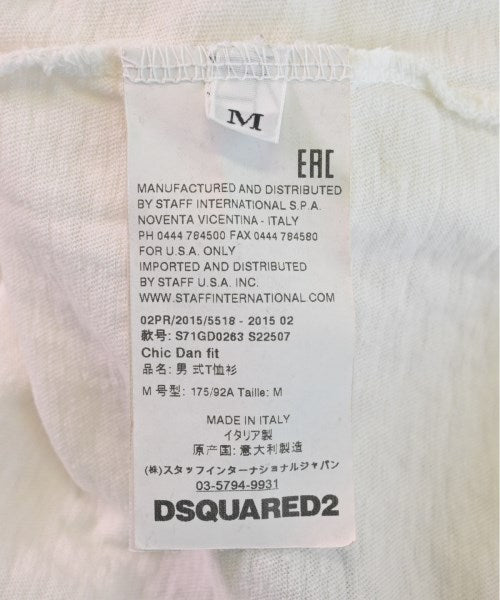 M
EAC
MANUFACTURED AND DISTRIBUTED
BY STAFF INTERNATIONAL S.P.A.
NOVENTA VICENTINA - ITALY
PH 0444 784500 FAX 0444 784580
FOR U.S.A. ONLY
IMPORTED AND DISTRIBUTED
BY STAFF U.S.A. INC.
WWW.STAFFINTERNATIONAL.COM
02PR/2015/5518 - 2015 02
款号: S71GD0263 S22507
Chic Dan fit
品名: 男 式T恤衫
M 号型: 175/92A Taille: M
MADE IN ITALY
イタリア製
原产国: 意大利製造
(株)スタッフインターナショナルジャパン
03-5794-9931
DSQUARED2